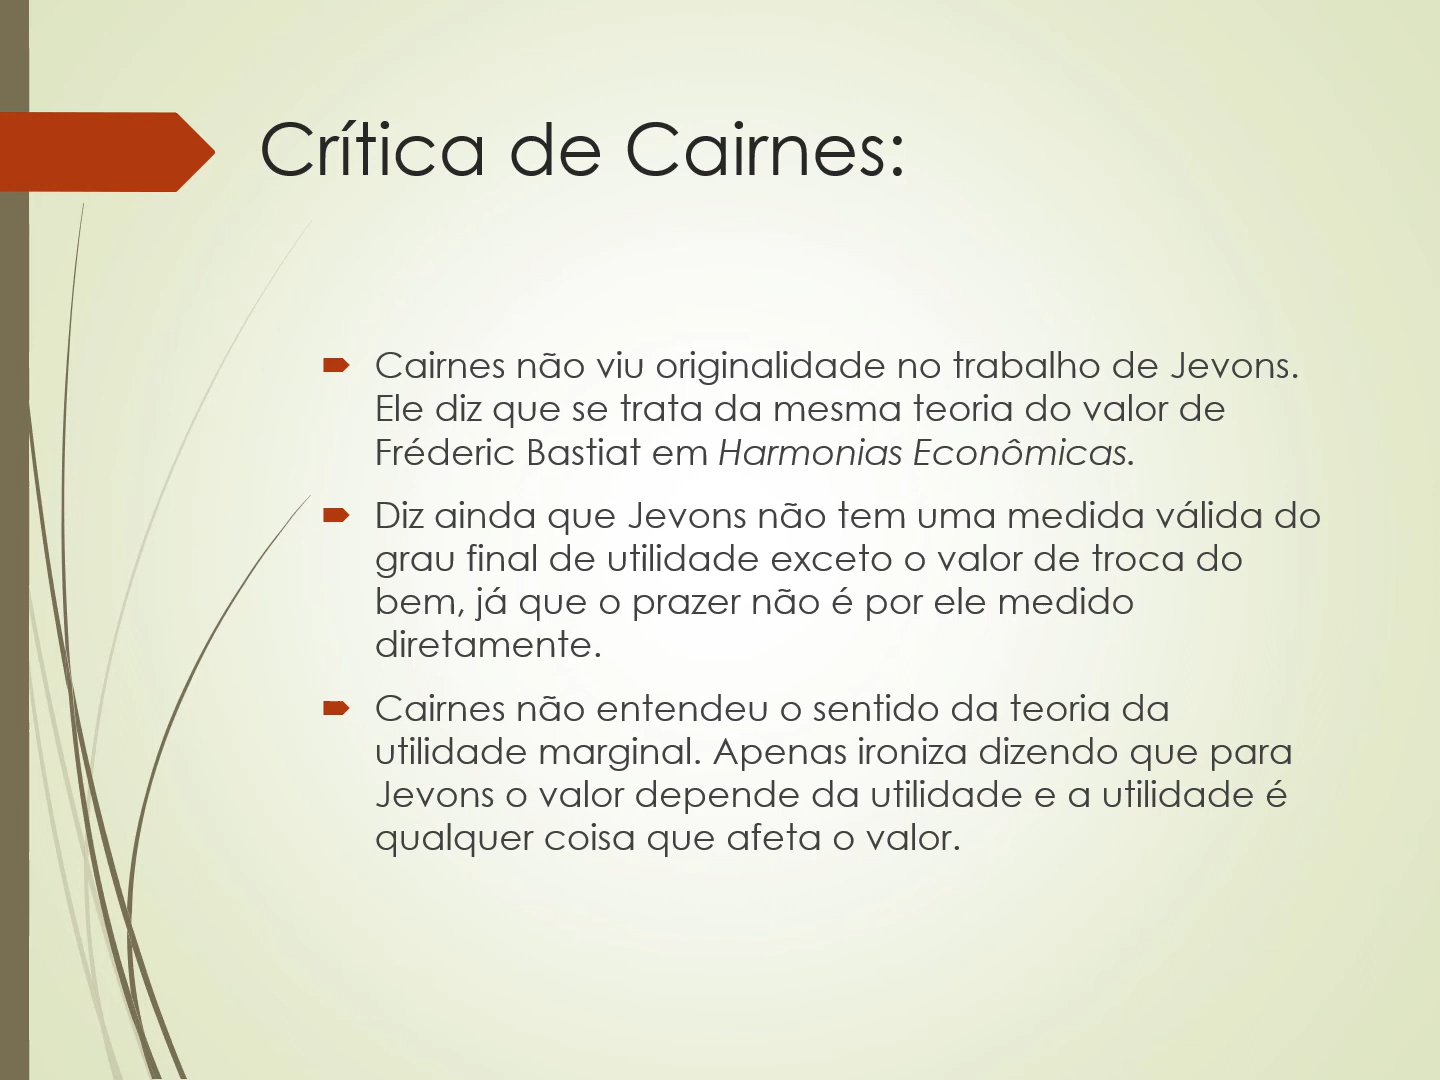 Crítica de Cairnes:
Cairnes não viu originalidade no trabalho de Jevons.
Ele diz que se trata da mesma teoria do valor de
Fréderic Bastiat em Harmonias Econômicas.
Diz ainda que Jevons não tem uma medida válida do
grau final de utilidade exceto o valor de troca do
bem, já que o prazer não é por ele medido
diretamente.
Cairnes não entendeu o sentido da teoria da
utilidade marginal. Apenas ironiza dizendo que para
Jevons o valor depende da utilidade e a utilidade é
qualquer coisa que afeta o valor.